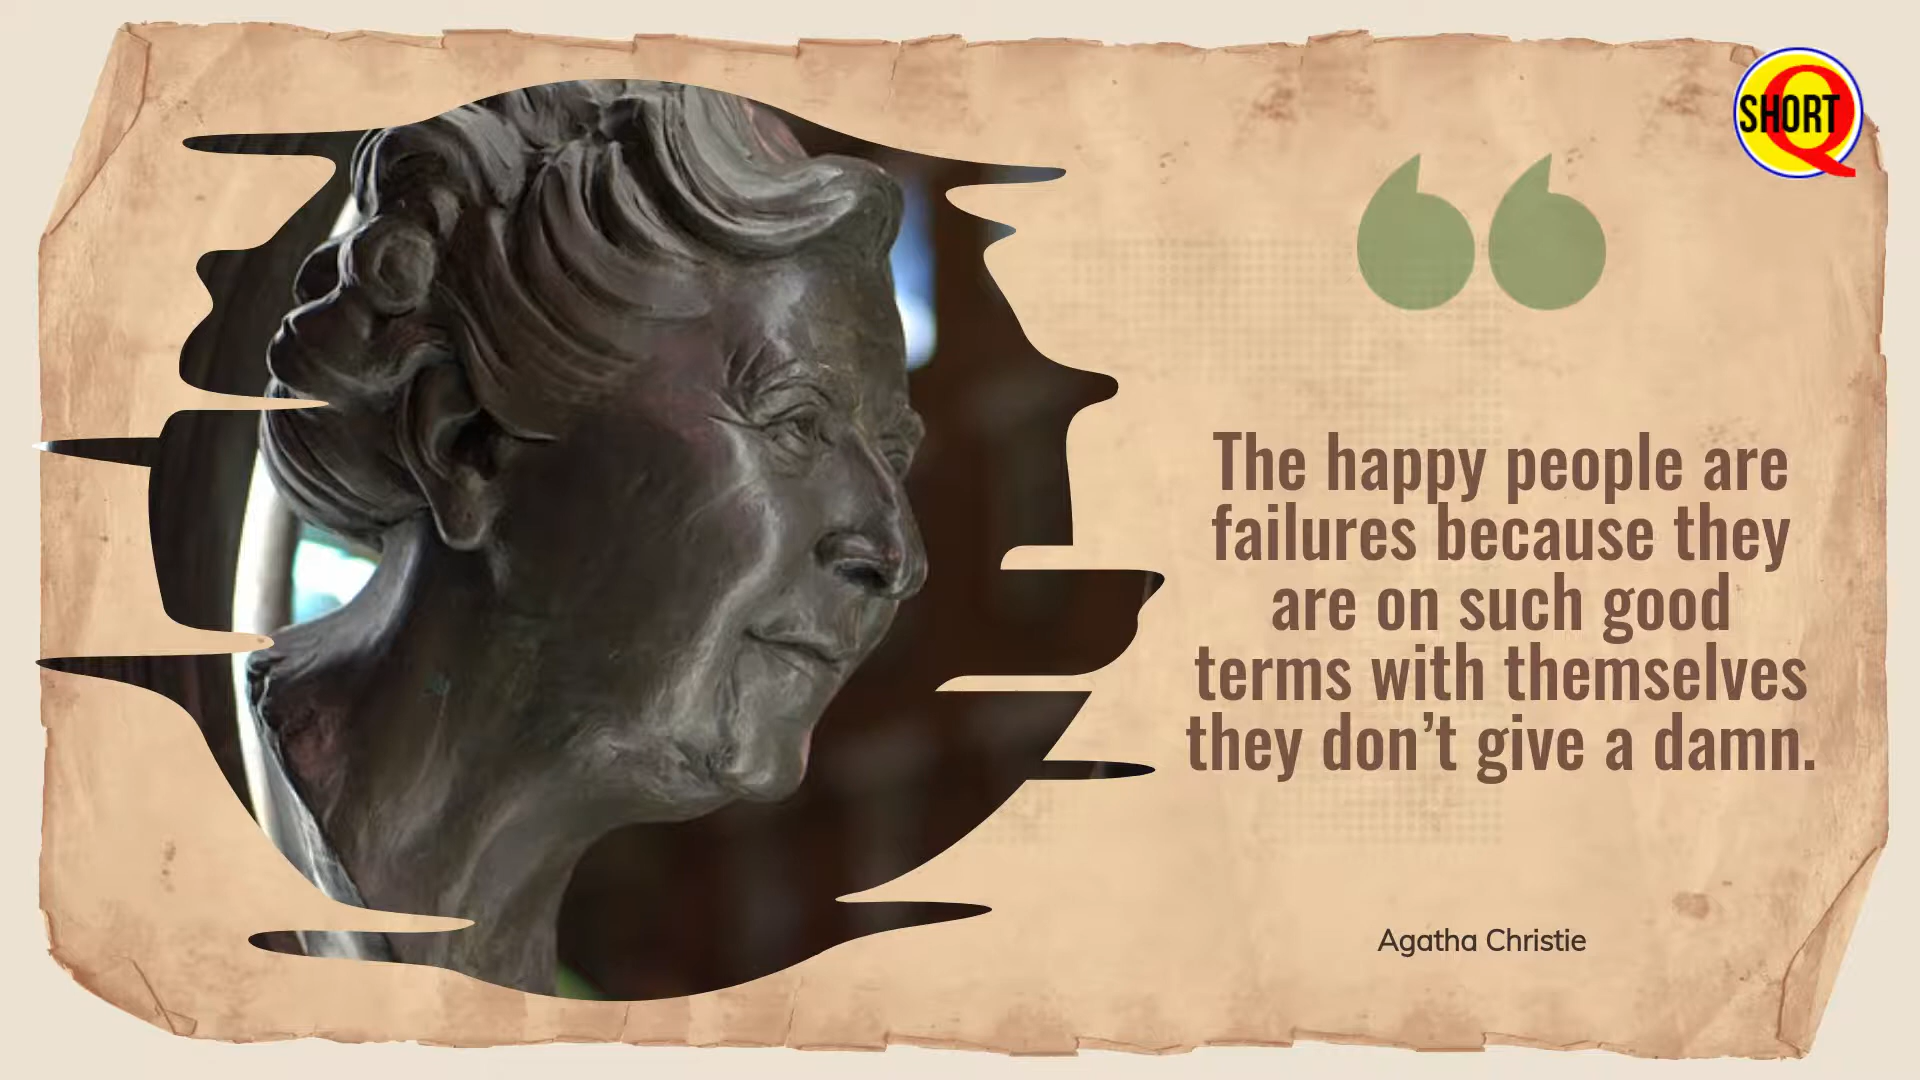 SHORT Q
The happy people are
failures because they
are on such good
terms with themselves
they don’t give a damn.
Agatha Christie